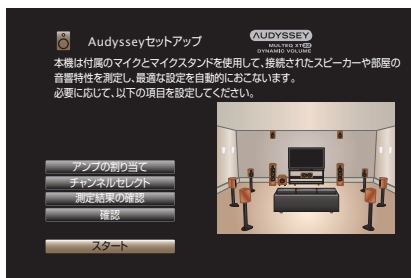 Audysseyセットアップ
AUDYSSEY
MULTEQ XT32
DYNAMIC VOLUME
本機は付属のマイクとマイクスタンドを使用して、接続されたスピーカーや部屋の
音響特性を測定し、最適な設定を自動的におこないます。
必要に応じて、以下の項目を設定してください。
アンプの割り当て
チャンネルセレクト
測定結果の確認
確認
スタート